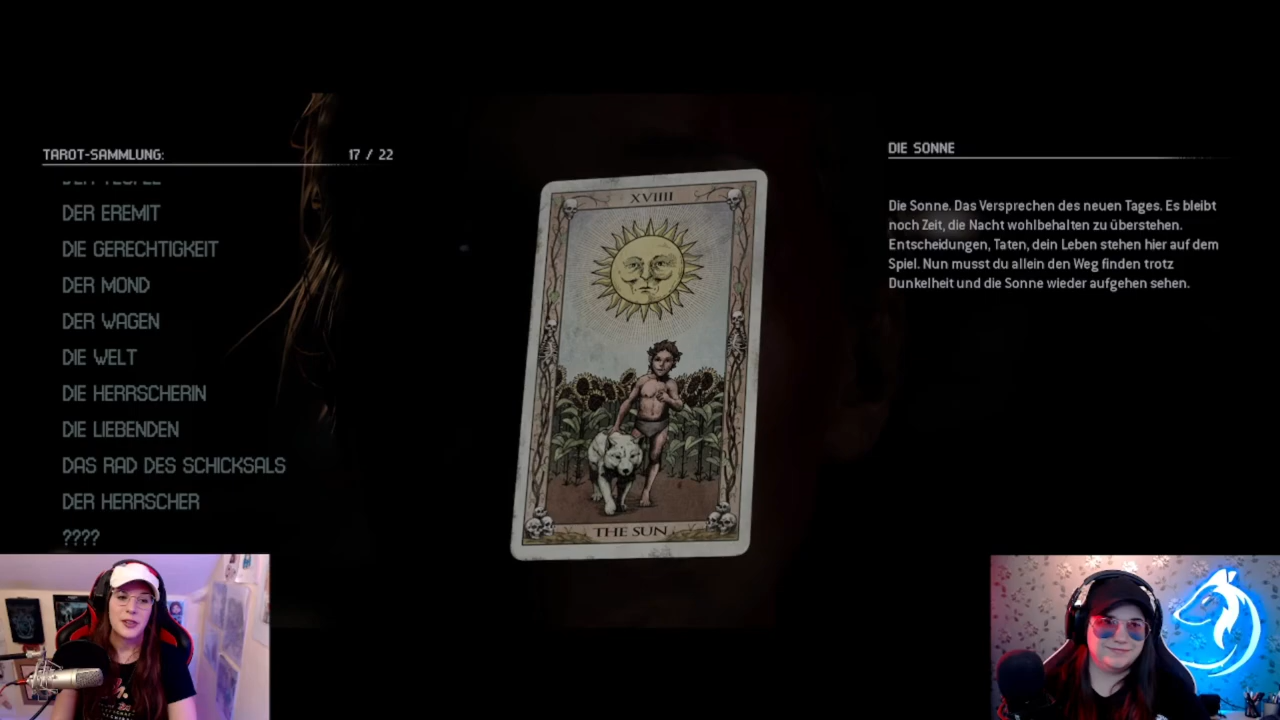 TAROT-SAMMLUNG: 17 / 22
DER EREMIT
DIE GERECHTIGKEIT
DER MOND
DER WAGEN
DIE WELT
DIE HERRSCHERIN
DIE LIEBENDEN
DAS RAD DES SCHICKSALS
DER HERRSCHER
????
XVIIII
THE SUN
DIE SONNE
Die Sonne. Das Versprechen des neuen Tages. Es bleibt
noch Zeit, die Nacht wohlbehalten zu überstehen.
Entscheidungen, Taten, dein Leben stehen hier auf dem
Spiel. Nun musst du allein den Weg finden trotz
Dunkelheit und die Sonne wieder aufgehen sehen.